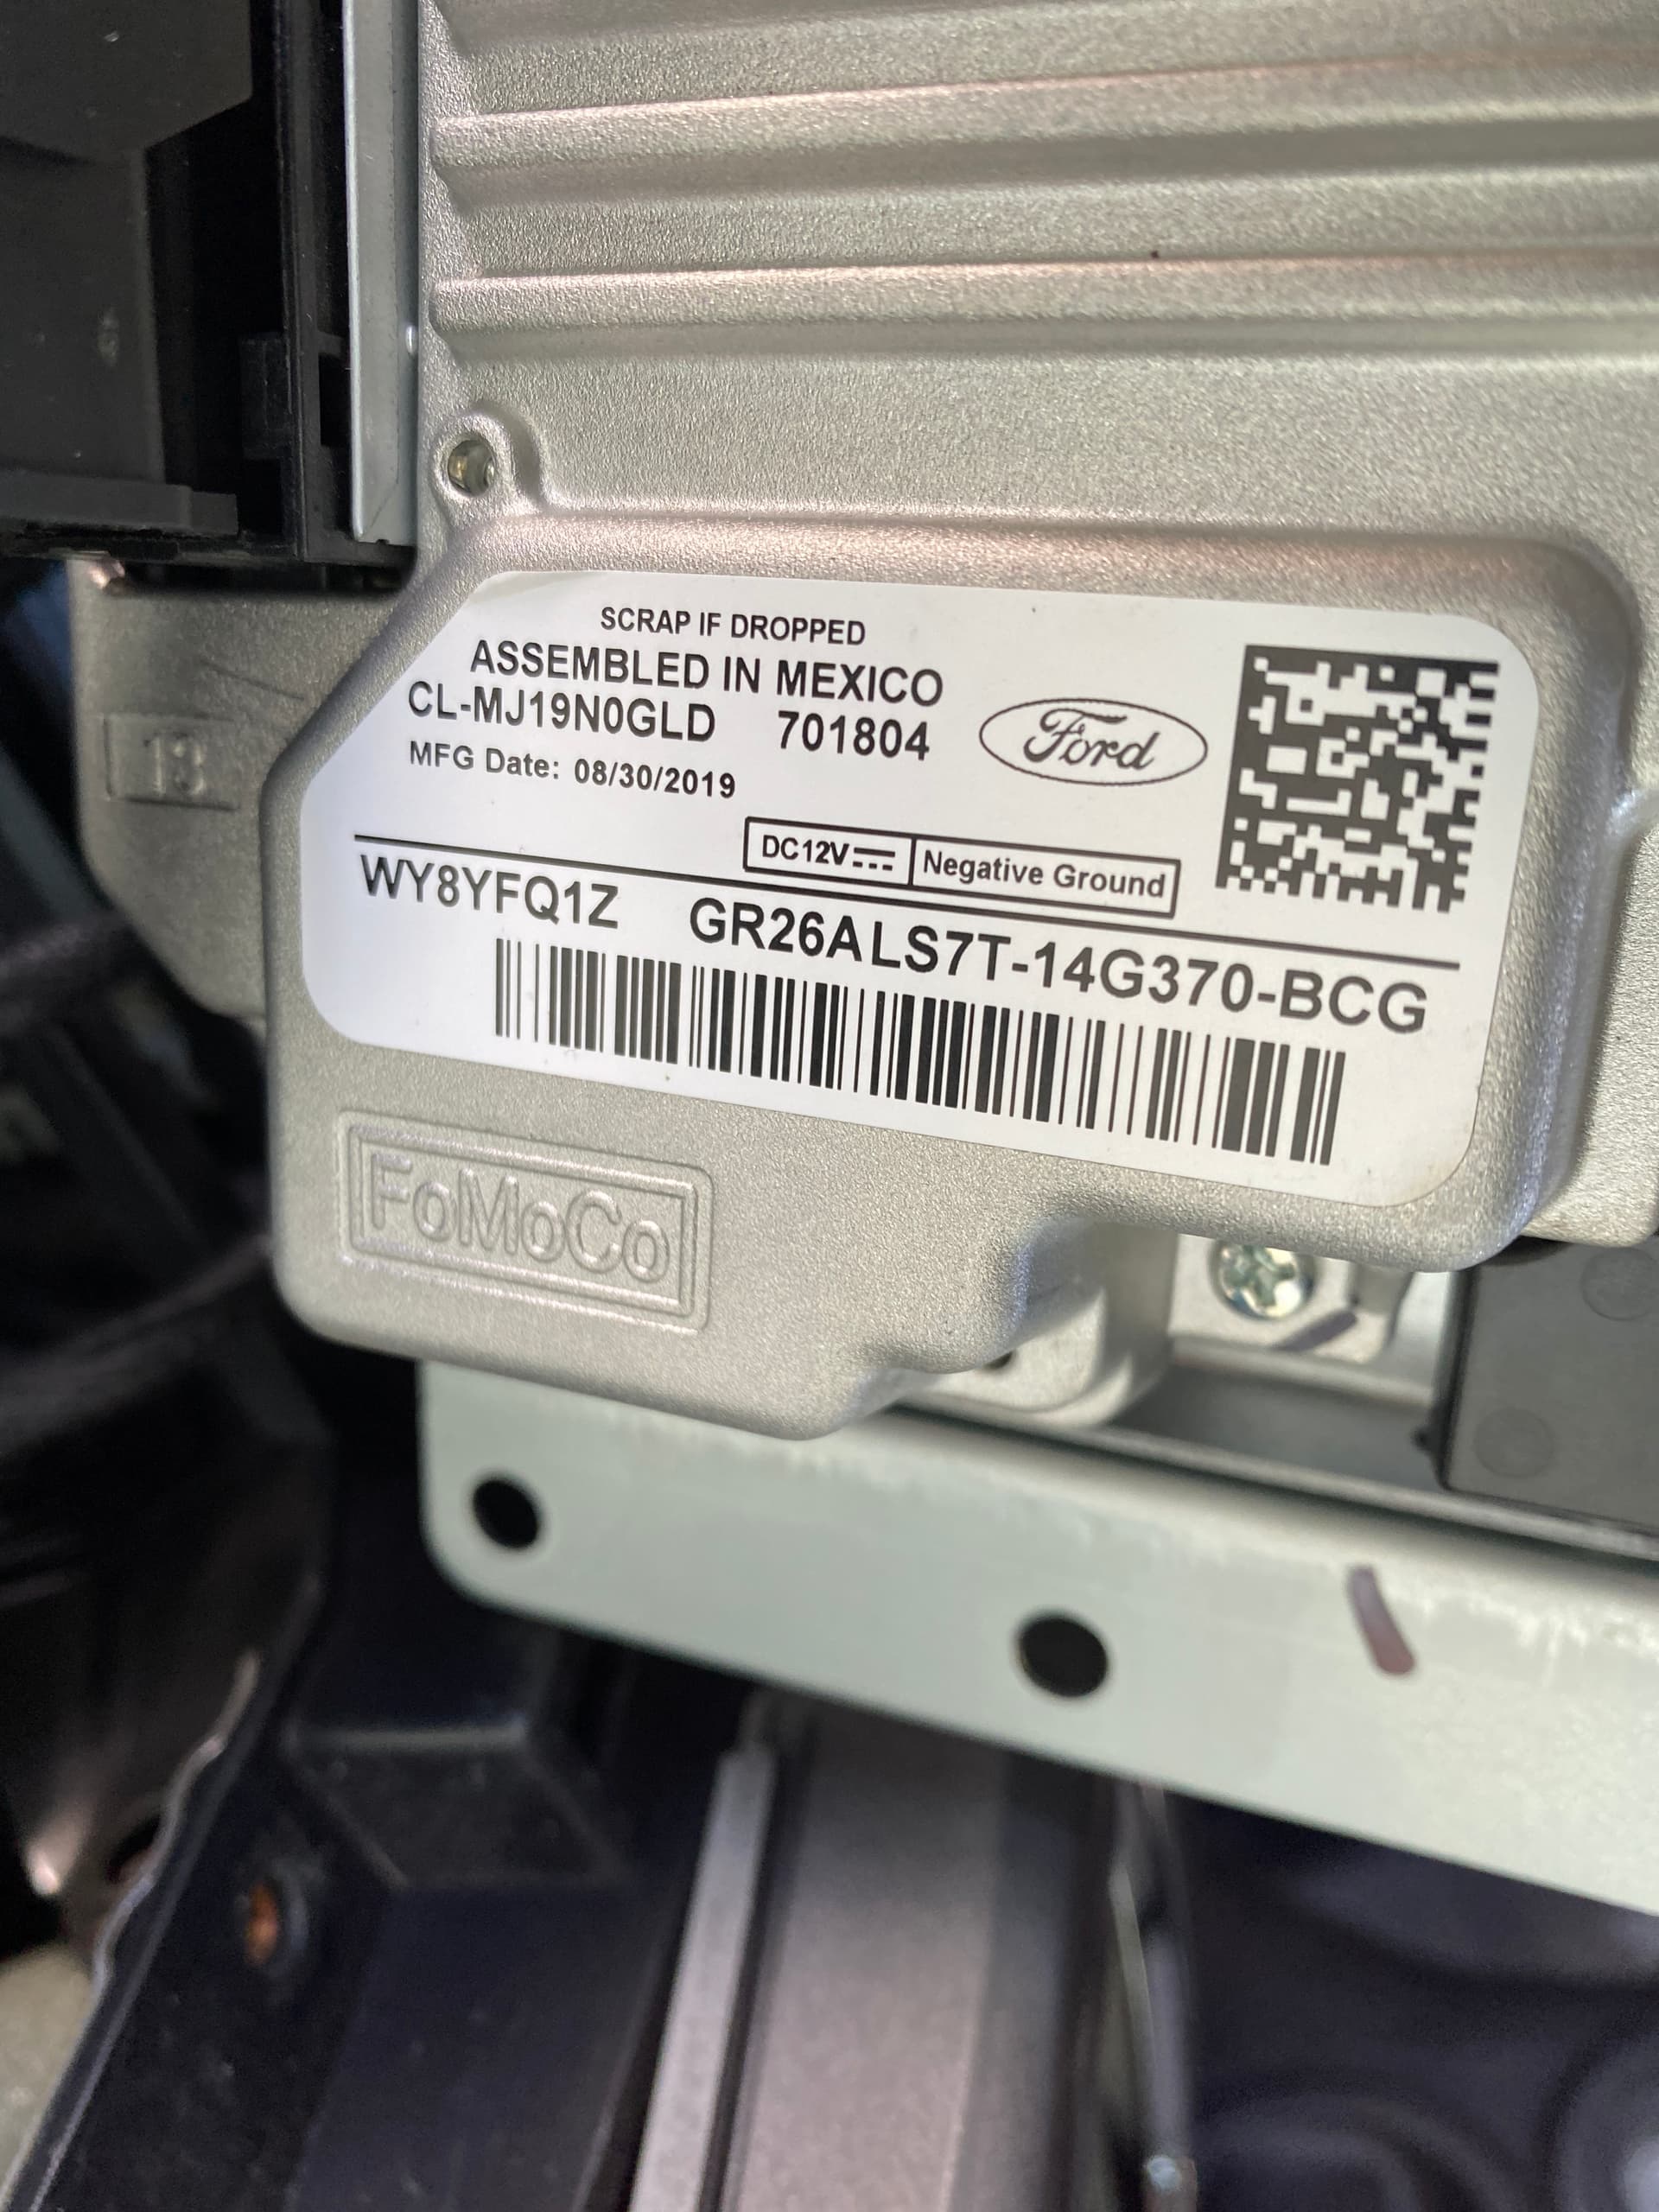 SCRAP IF DROPPED
ASSEMBLED IN MEXICO
CL-MJ19N0GLD 701804
Ford
MFG Date: 08/30/2019
DC12V Negative Ground
WY8YFQ1Z GR26ALS7T-14G370-BCG
13
FoMoCo